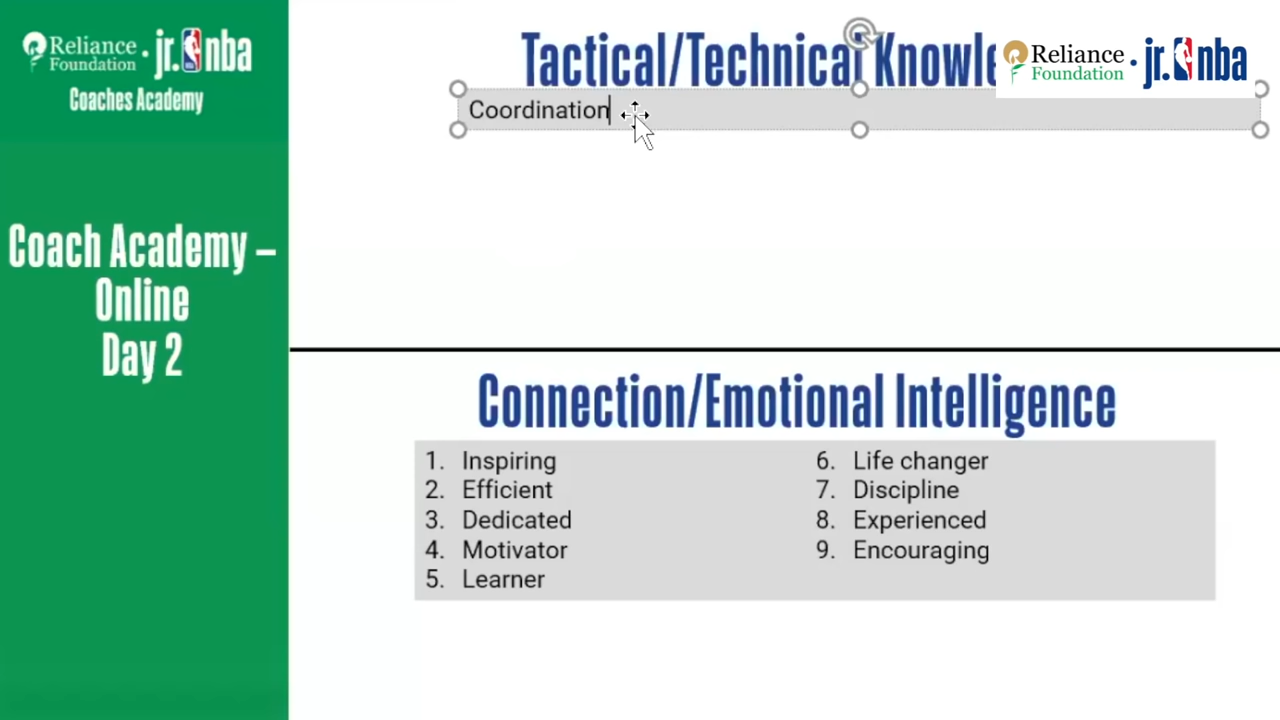 Reliance
Foundation
jr. nba
Coaches Academy
Coach Academy –
Online
Day 2
Tactical/Technical
Reliance
Foundation
jr. nba
Coordination
Connection/Emotional Intelligence
1. Inspiring
2. Efficient
3. Dedicated
4. Motivator
5. Learner
6. Life changer
7. Discipline
8. Experienced
9. Encouraging